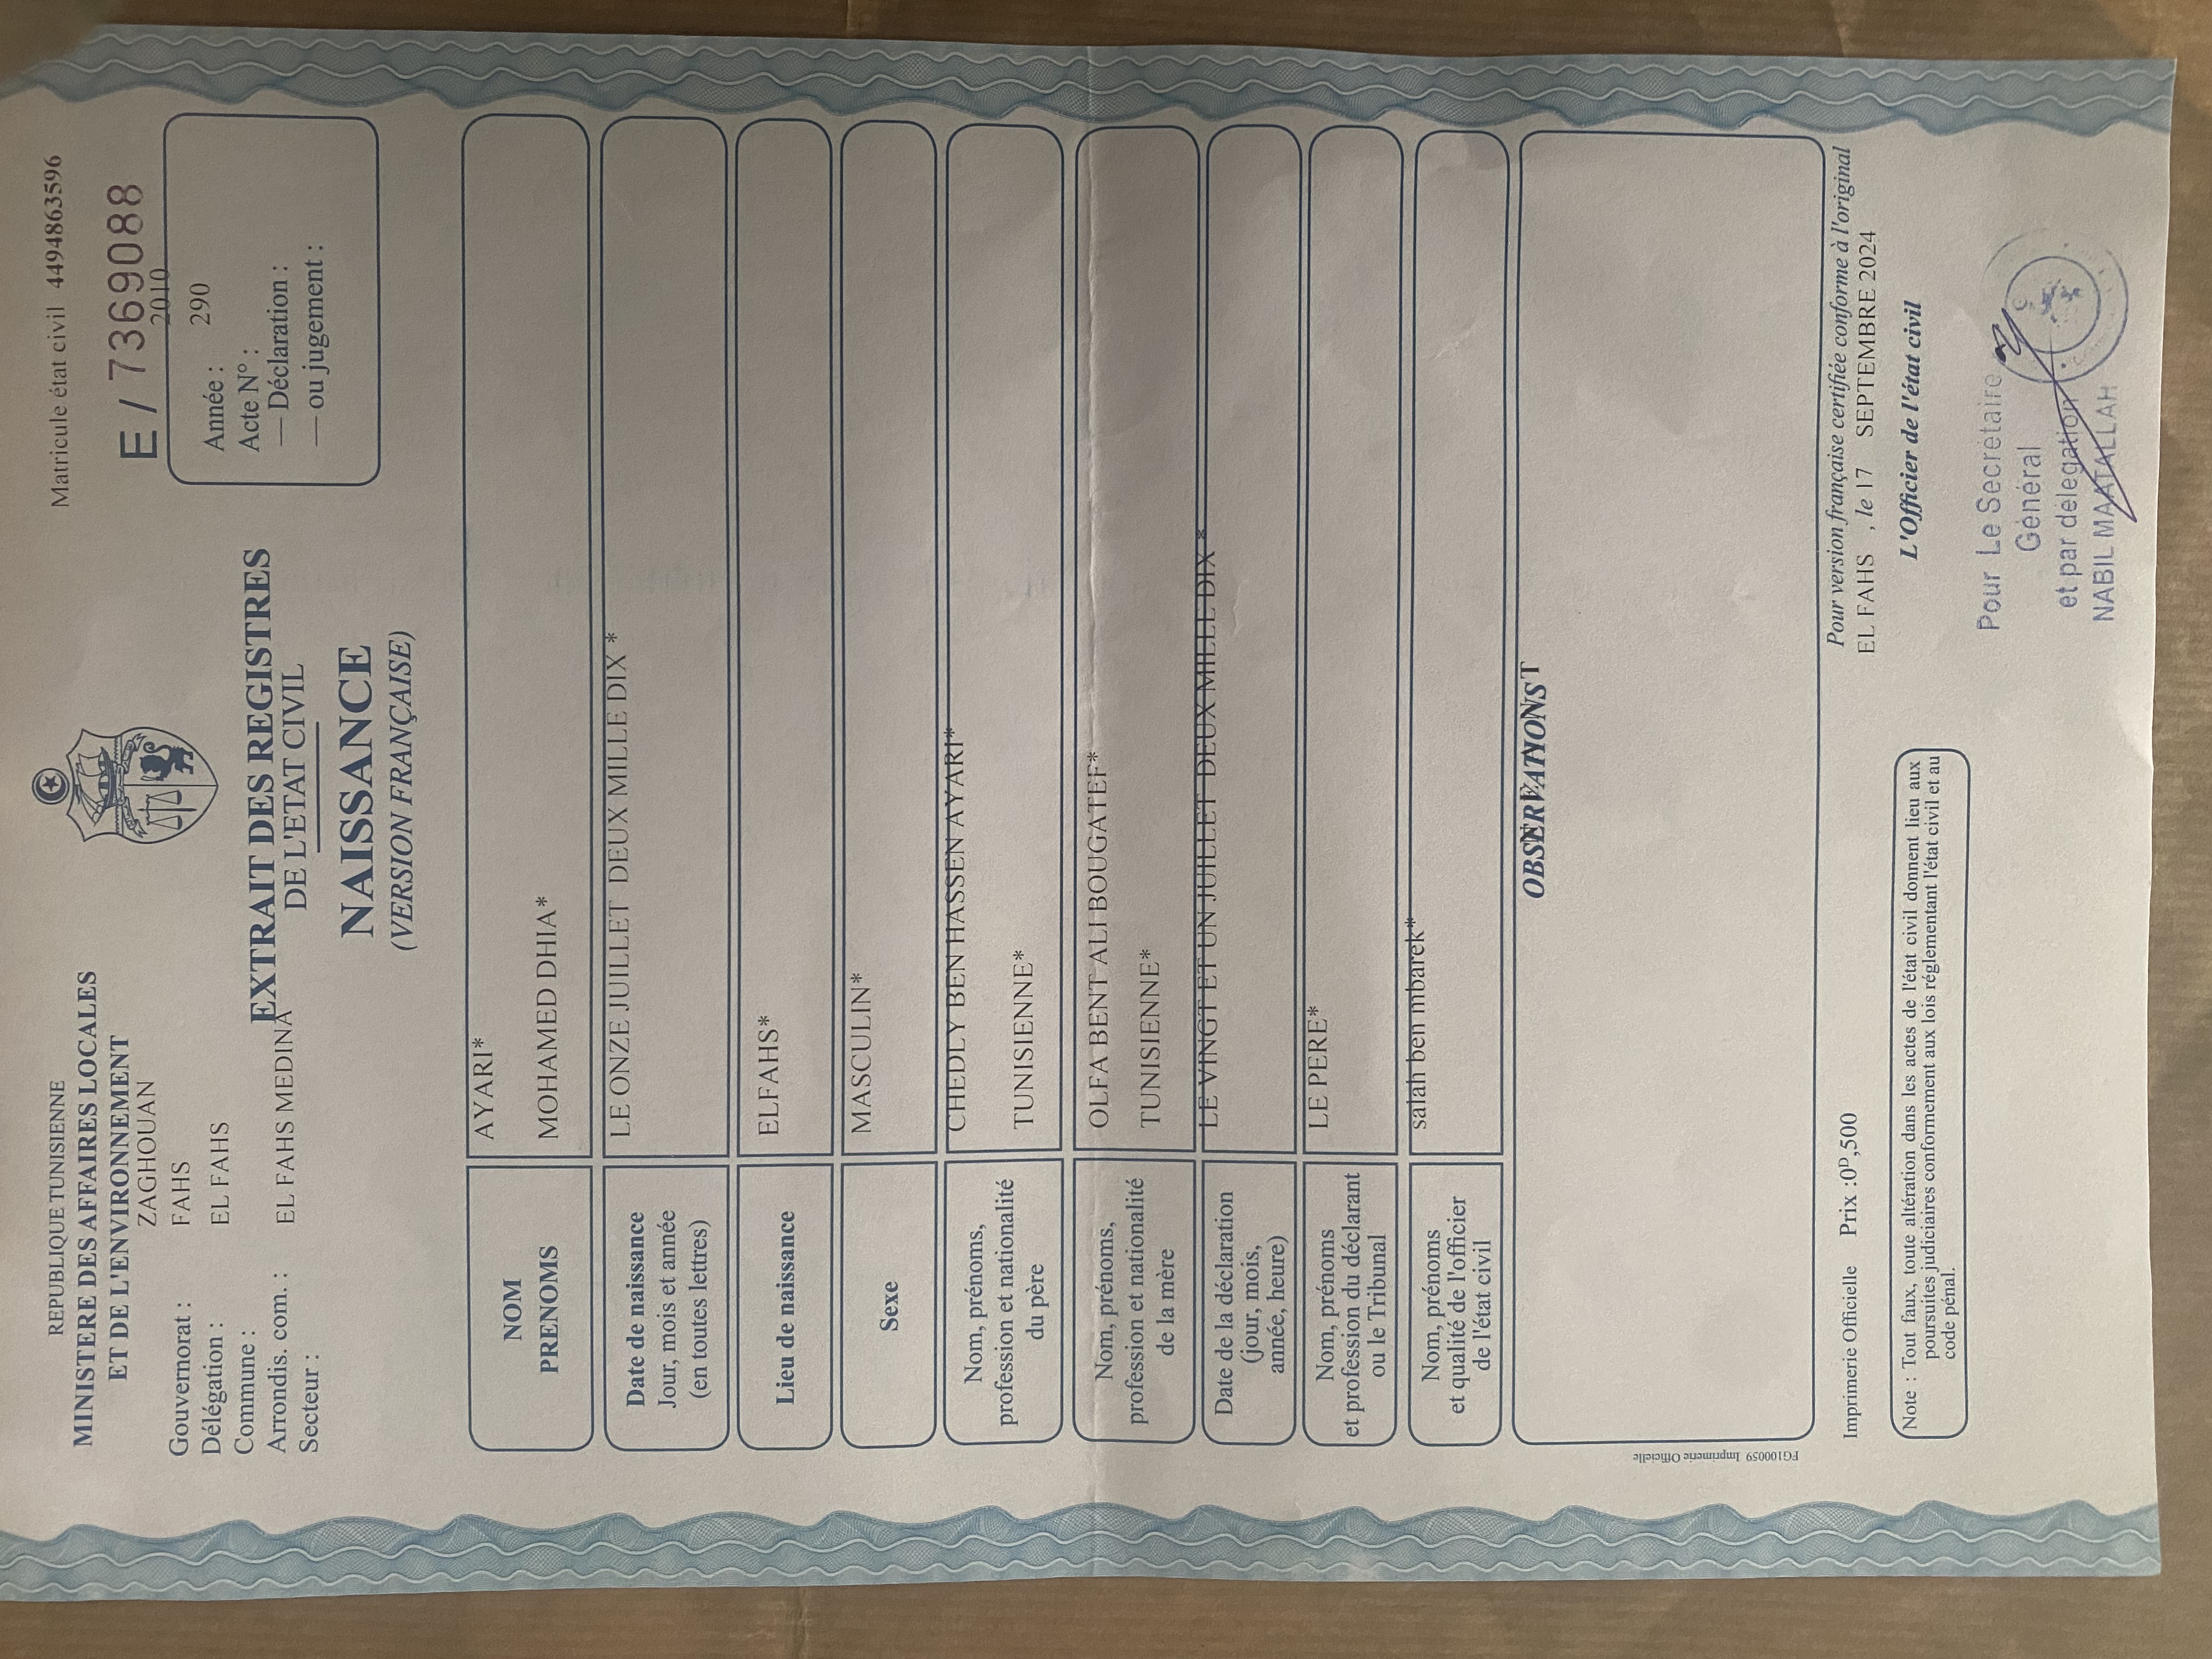 REPUBLIQUE TUNISIENNE
MINISTERE DES AFFAIRES LOCALES
ET DE L'ENVIRONNEMENT
Gouvernorat : ZAGHOUAN
Délégation : FAHS
Commune : EL FAHS
Arrondis. com. : EL FAHS MEDINA
Secteur :
Matricule état civil 44948635​96
E / 7369088
Année : 2010
Acte N° : 290
— Déclaration :
— ou jugement :
EXTRAIT DES REGISTRES
DE L'ETAT CIVIL
NAISSANCE
(VERSION FRANÇAISE)
NOM AYARI*
PRENOMS MOHAMED DHIA*
Date de naissance
Jour, mois et année
(en toutes lettres)
LE ONZE JUILLET DEUX MILLE DIX *
Lieu de naissance ELFAHS*
Sexe MASCULIN*
Nom, prénoms,
profession et nationalité
du père
CHEDLY BEN HASSEN AYARI*
TUNISIENNE*
Nom, prénoms,
profession et nationalité
de la mère
OLFA BENT ALI BOUGATEF*
TUNISIENNE*
Date de la déclaration
(jour, mois,
année, heure)
LE VINGT ET UN JUILLET DEUX MILLE DIX *
Nom, prénoms
et profession du déclarant
ou le Tribunal
LE PERE*
Nom, prénoms
et qualité de l'officier
de l'état civil
salah ben mbarek*
OBSERVATIONS
FG100059 Imprimerie Officielle
Imprimerie Officielle Prix :0D,500
Pour version française certifiée conforme à l'original
EL FAHS , le 17 SEPTEMBRE 2024
L'Officier de l'état civil
Note : Tout faux, toute altération dans les actes de l'état civil donnent lieu aux
poursuites judiciaires conformement aux lois réglementant l'état civil et au
code pénal.
Pour Le Secrétaire
Général
et par délegation
NABIL MAATALLAH